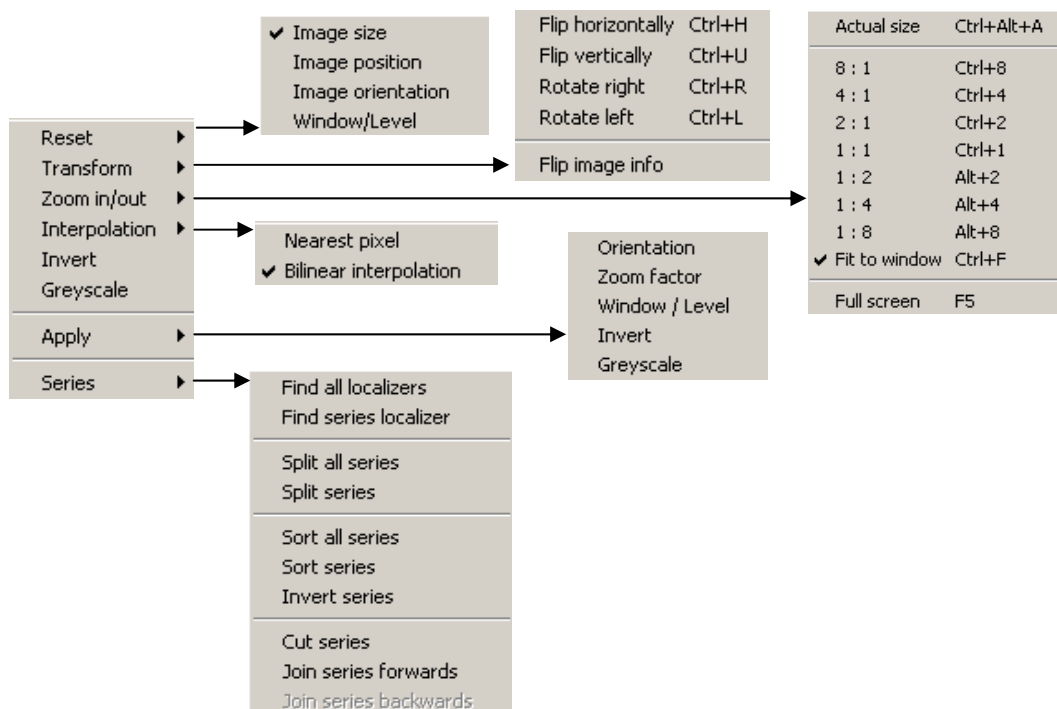 Reset
Transform
Zoom in/out
Interpolation
Invert
Greyscale
Apply
Series
Image size
Image position
Image orientation
Window/Level
Flip horizontally Ctrl+H
Flip vertically Ctrl+U
Rotate right Ctrl+R
Rotate left Ctrl+L
Flip image info
Actual size Ctrl+Alt+A
8 : 1 Ctrl+8
4 : 1 Ctrl+4
2 : 1 Ctrl+2
1 : 1 Ctrl+1
1 : 2 Alt+2
1 : 4 Alt+4
1 : 8 Alt+8
Fit to window Ctrl+F
Full screen F5
Nearest pixel
Bilinear interpolation
Orientation
Zoom factor
Window / Level
Invert
Greyscale
Find all localizers
Find series localizer
Split all series
Split series
Sort all series
Sort series
Invert series
Cut series
Join series forwards
Join series backwards